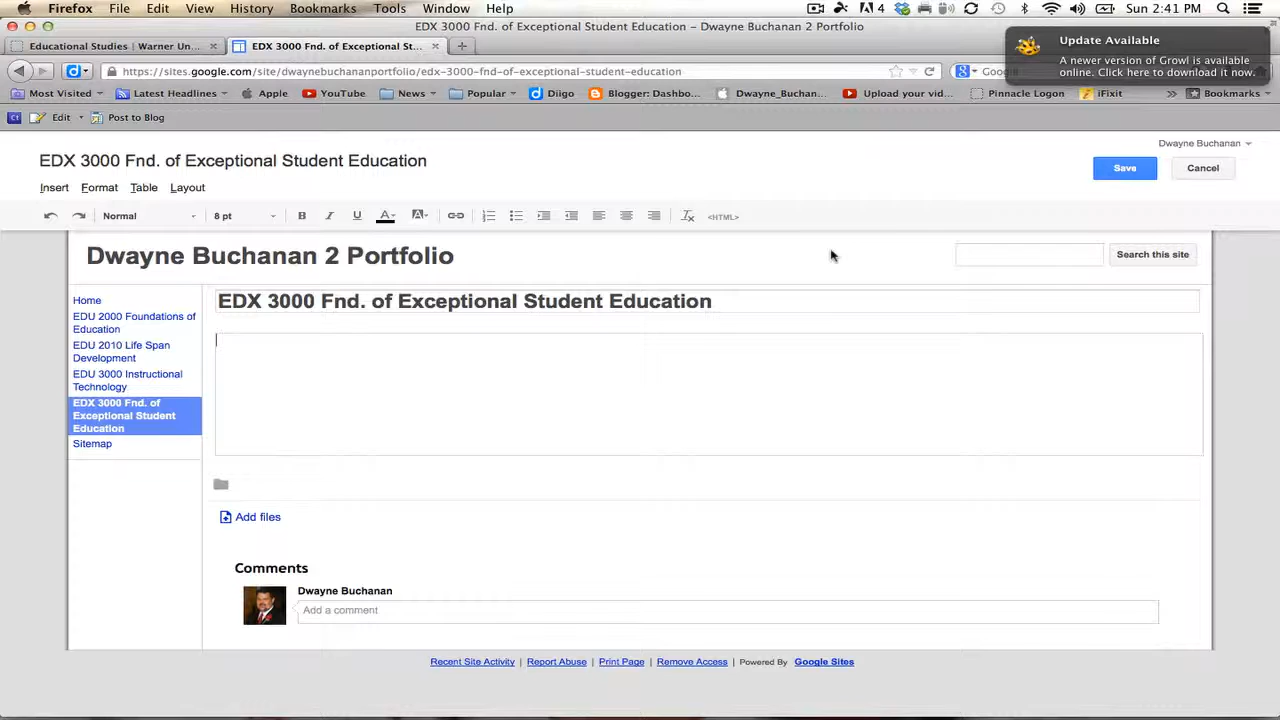 Firefox File Edit View History Bookmarks Tools Window Help 4 Sun 2:41 PM
EDX 3000 Fnd. of Exceptional Student Education – Dwayne Buchanan 2 Portfolio
Educational Studies | Warner Un... EDX 3000 Fnd. of Exceptional St...
Update Available
A newer version of Growl is available
online. Click here to download it now.
https://sites.google.com/site/dwaynebuchananportfolio/edx-3000-fnd-of-exceptional-student-education
Most Visited Latest Headlines Apple YouTube News Popular Diigo Blogger: Dashbo... Dwayne_Buchan... Upload your vid... Pinnacle Logon iFixit Bookmarks
Edit Post to Blog
Dwayne Buchanan
EDX 3000 Fnd. of Exceptional Student Education
Save Cancel
Insert Format Table Layout
Normal 8 pt B I U A A <HTML>
Dwayne Buchanan 2 Portfolio
Search this site
Home
EDU 2000 Foundations of
Education
EDU 2010 Life Span
Development
EDU 3000 Instructional
Technology
EDX 3000 Fnd. of
Exceptional Student
Education
Sitemap
EDX 3000 Fnd. of Exceptional Student Education
Add files
Comments
Dwayne Buchanan
Add a comment
Recent Site Activity | Report Abuse | Print Page | Remove Access | Powered By Google Sites